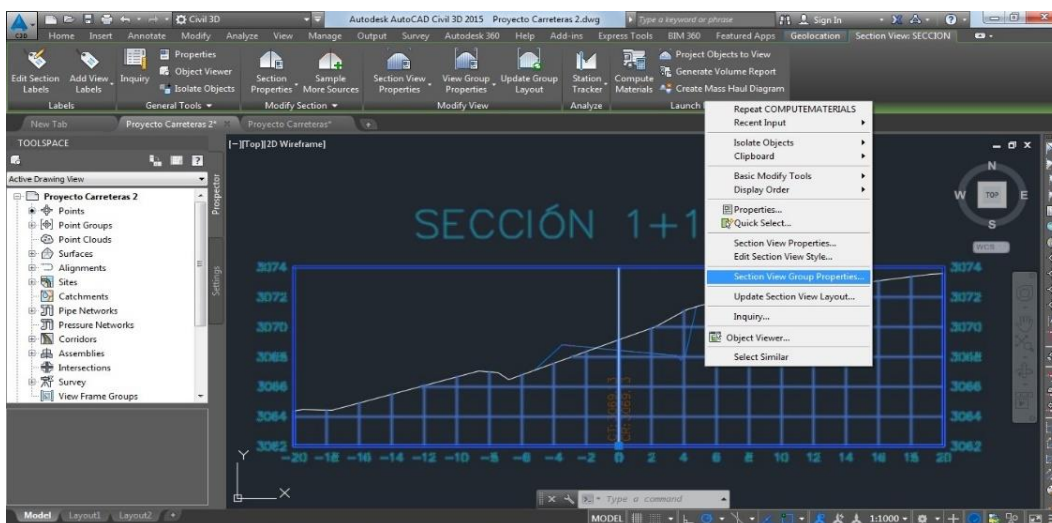 Civil 3D
Autodesk AutoCAD Civil 3D 2015 Proyecto Carreteras 2.dwg
Type a keyword or phrase
Sign In
C3D
Home Insert Annotate Modify Analyze View Manage Output Survey Autodesk 360 Help Add-ins Express Tools BIM 360 Featured Apps Geolocation Section View: SECCION
Edit Section Labels
Add View Labels
Inquiry
Properties
Object Viewer
Isolate Objects
Section Properties
Sample More Sources
Section View Properties
View Group Properties
Update Group Layout
Station Tracker
Compute Materials
Project Objects to View
Generate Volume Report
Create Mass Haul Diagram
Labels
General Tools
Modify Section
Modify View
Analyze
Launch
New Tab
Proyecto Carreteras 2*
Proyecto Carreteras*
TOOLSPACE
Active Drawing View
Proyecto Carreteras 2
Points
Point Groups
Point Clouds
Surfaces
Alignments
Sites
Catchments
Pipe Networks
Pressure Networks
Corridors
Assemblies
Intersections
Survey
View Frame Groups
Prospector
Settings
[-][Top][2D Wireframe]
SECCIÓN 1+1
3074
3072
3070
3068
3066
3064
3062
3074
3072
3070
3068
3066
3064
3062
-20 -18 -16 -14 -12 -10 -8 -6 -4 -2 0 2 4 6 8 10 12 14 16 18 20
Y
X
Repeat COMPUTEMATERIALS
Recent Input
Isolate Objects
Clipboard
Basic Modify Tools
Display Order
Properties...
Quick Select...
Section View Properties...
Edit Section View Style...
Section View Group Properties...
Update Section View Layout...
Inquiry...
Object Viewer...
Select Similar
N
W
TOP
E
S
WCS
Type a command
Model Layout1 Layout2
MODEL
1:1000